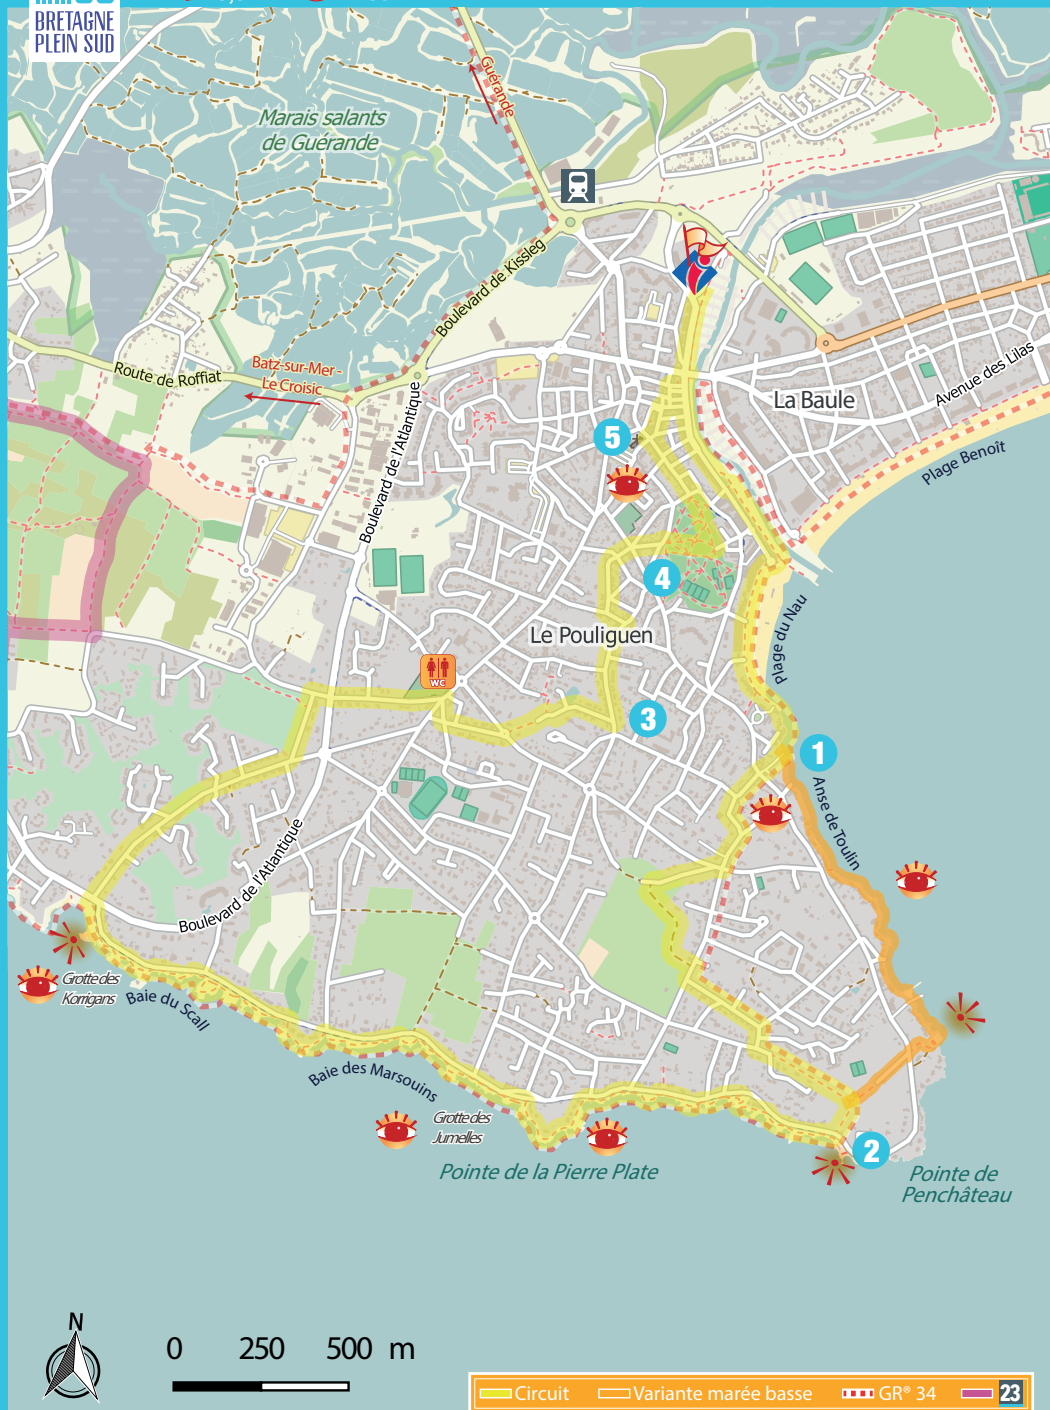 BRETAGNE
PLEIN SUD
Guérande
Marais salants
de Guérande
Boulevard de Kissleg
Route de Roffiat
Batz-sur-Mer -
Le Croisic
Boulevard de l'Atlantique
La Baule
Avenue des Lilas
Plage Benoît
5
4
Le Pouliguen
Plage du Nau
WC
3
1
Anse de Toulin
Boulevard de l'Atlantique
Grotte des
Korrigans
Baie du Scall
Baie des Marsouins
Grotte des
Jumelles
Pointe de la Pierre Plate
2
Pointe de
Penchâteau
N
0 250 500 m
Circuit Variante marée basse GR® 34 23